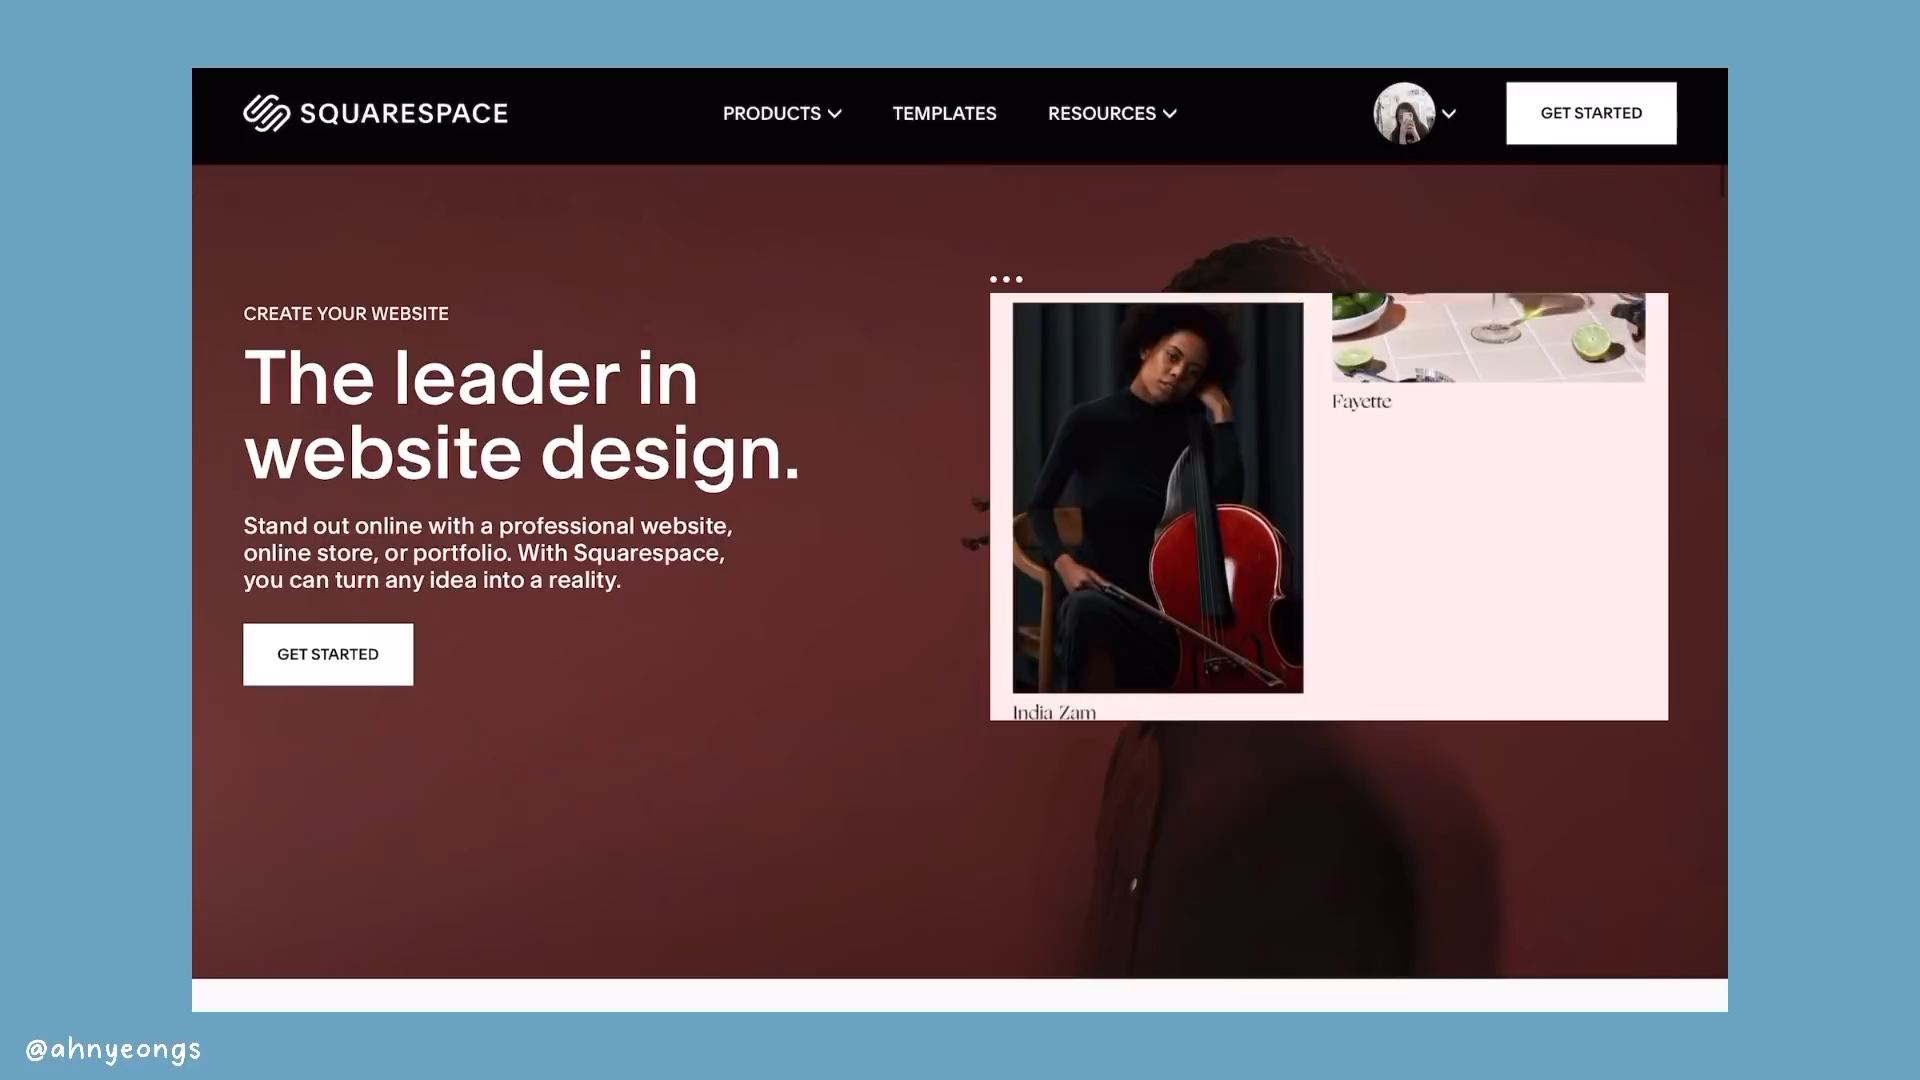 SQUARESPACE
PRODUCTS
TEMPLATES
RESOURCES
GET STARTED
CREATE YOUR WEBSITE
The leader in
website design.
Stand out online with a professional website,
online store, or portfolio. With Squarespace,
you can turn any idea into a reality.
GET STARTED
Fayette
India Zam
@ahnyeongs